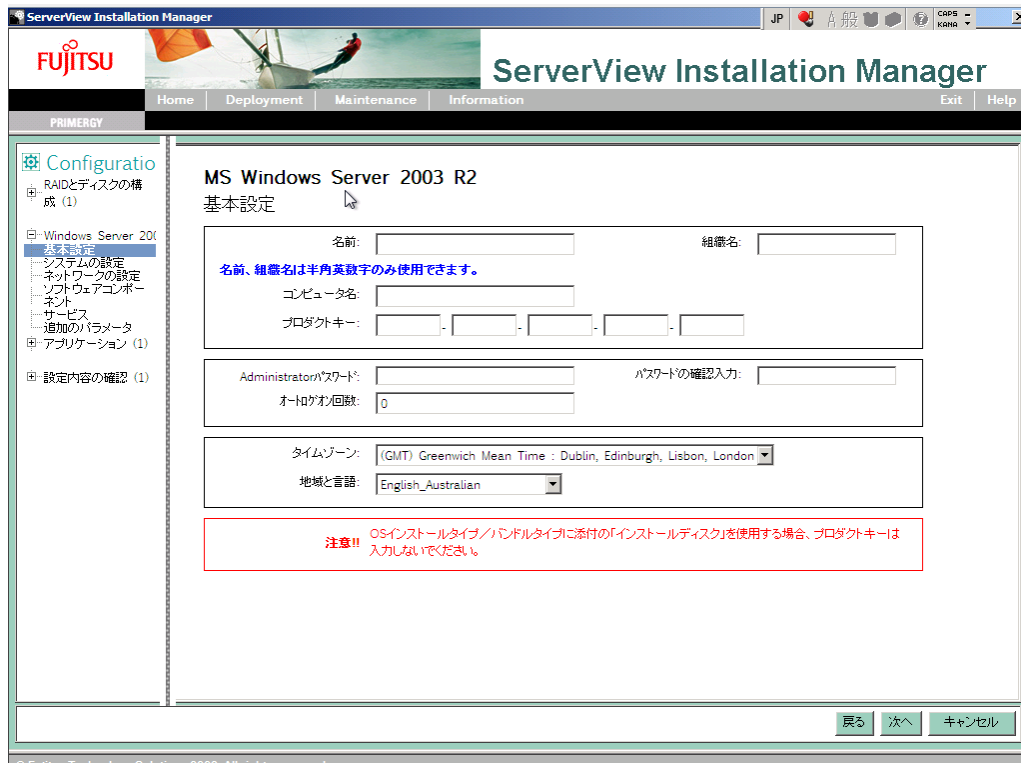 ServerView Installation Manager
JP
A 般
CAPS
KANA
FUJITSU
ServerView Installation Manager
Home Deployment Maintenance Information Exit Help
PRIMERGY
Configuratio
RAIDとディスクの構
成 (1)
Windows Server 200
基本設定
システムの設定
ネットワークの設定
ソフトウェアコンポー
ネント
サービス
追加のパラメータ
アプリケーション (1)
設定内容の確認 (1)
MS Windows Server 2003 R2
基本設定
名前: 組織名:
名前、組織名は半角英数字のみ使用できます。
コンピュータ名:
プロダクトキー: - - - -
Administratorパスワード: パスワードの確認入力:
オートログオン回数: 0
タイムゾーン: (GMT) Greenwich Mean Time : Dublin, Edinburgh, Lisbon, London
地域と言語: English_Australian
注意!! OSインストールタイプ／バンドルタイプに添付の「インストールディスク」を使用する場合、プロダクトキーは
入力しないでください。
戻る 次へ キャンセル